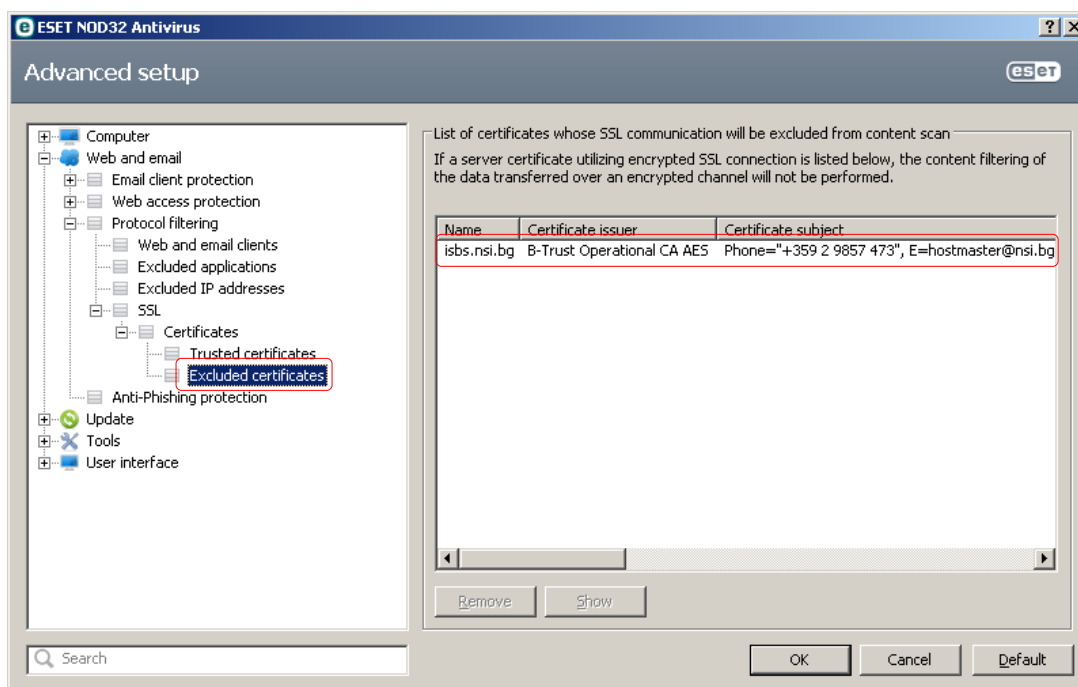 ESET NOD32 Antivirus
?
X
Advanced setup
eset
Computer
Web and email
Email client protection
Web access protection
Protocol filtering
Web and email clients
Excluded applications
Excluded IP addresses
SSL
Certificates
Trusted certificates
Excluded certificates
Anti-Phishing protection
Update
Tools
User interface
Search
List of certificates whose SSL communication will be excluded from content scan
If a server certificate utilizing encrypted SSL connection is listed below, the content filtering of
the data transferred over an encrypted channel will not be performed.
Name Certificate issuer Certificate subject
isbs.nsi.bg B-Trust Operational CA AES Phone="+359 2 9857 473", E=hostmaster@nsi.bg
Remove Show
OK Cancel Default